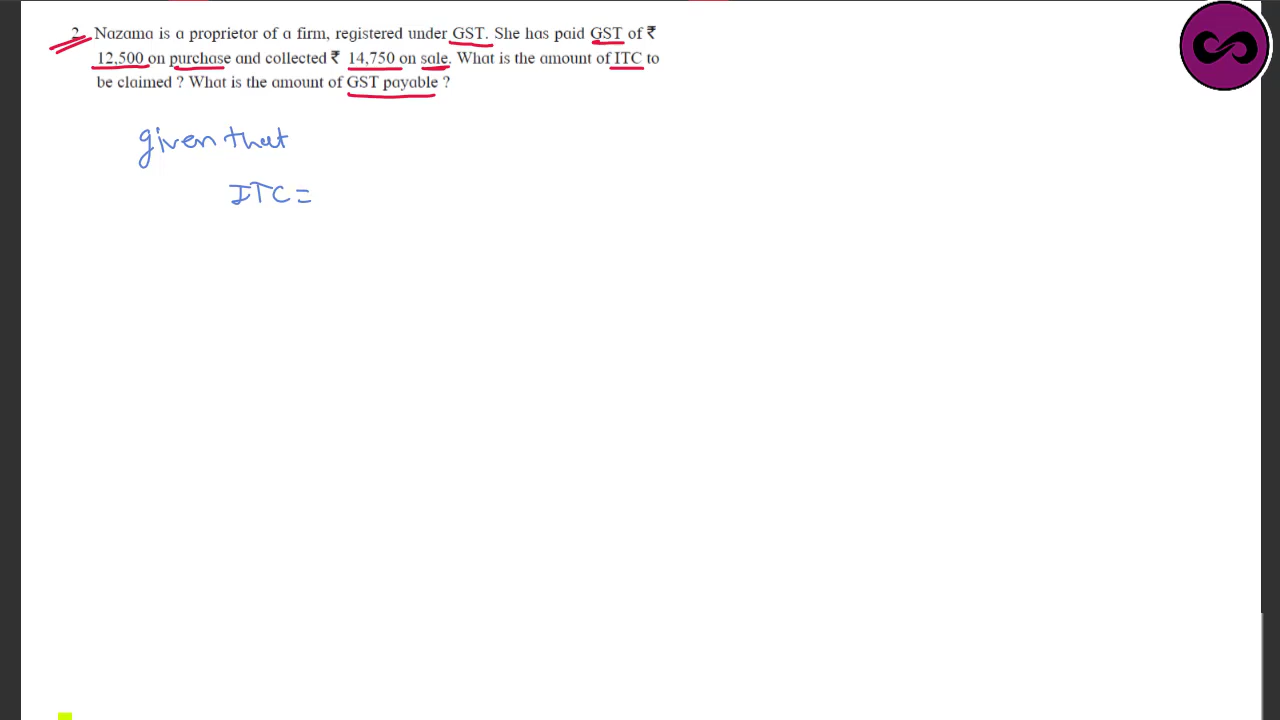 2. Nazama is a proprietor of a firm, registered under GST. She has paid GST of ₹
12,500 on purchase and collected ₹ 14,750 on sale. What is the amount of ITC to
be claimed ? What is the amount of GST payable ?
given that
ITC =